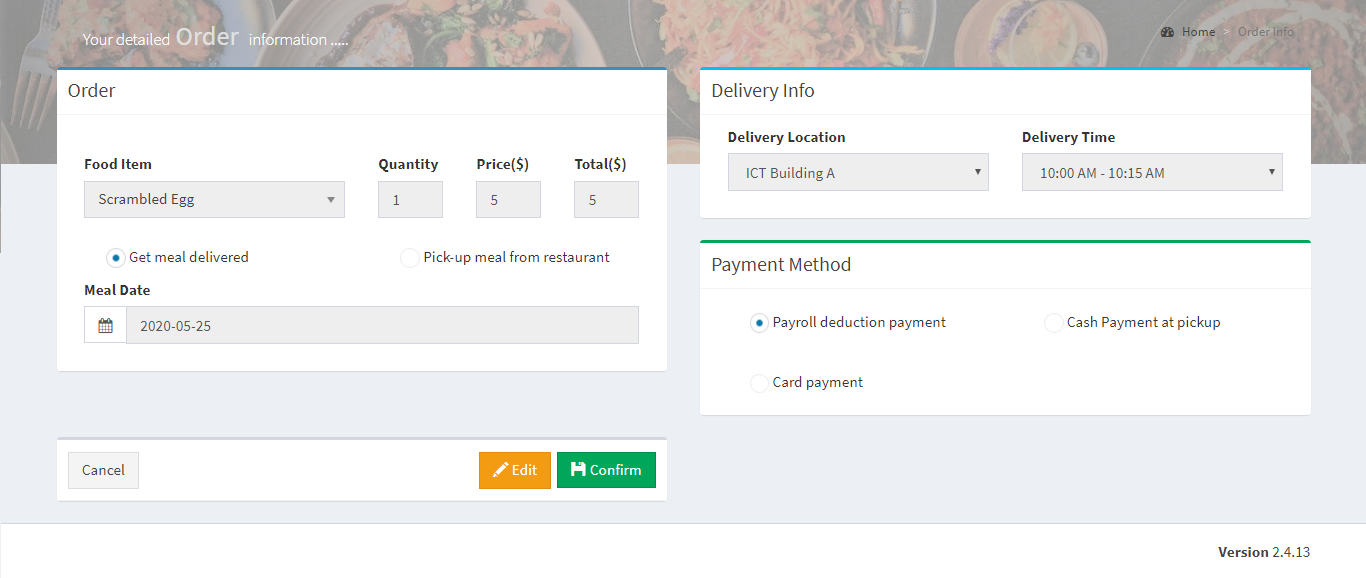 Your detailed Order information .....
Home > Order Info
Order
Food Item Quantity Price($) Total($)
Scrambled Egg 1 5 5
Get meal delivered Pick-up meal from restaurant
Meal Date
2020-05-25
Cancel Edit Confirm
Delivery Info
Delivery Location Delivery Time
ICT Building A 10:00 AM - 10:15 AM
Payment Method
Payroll deduction payment Cash Payment at pickup
Card payment
Version 2.4.13